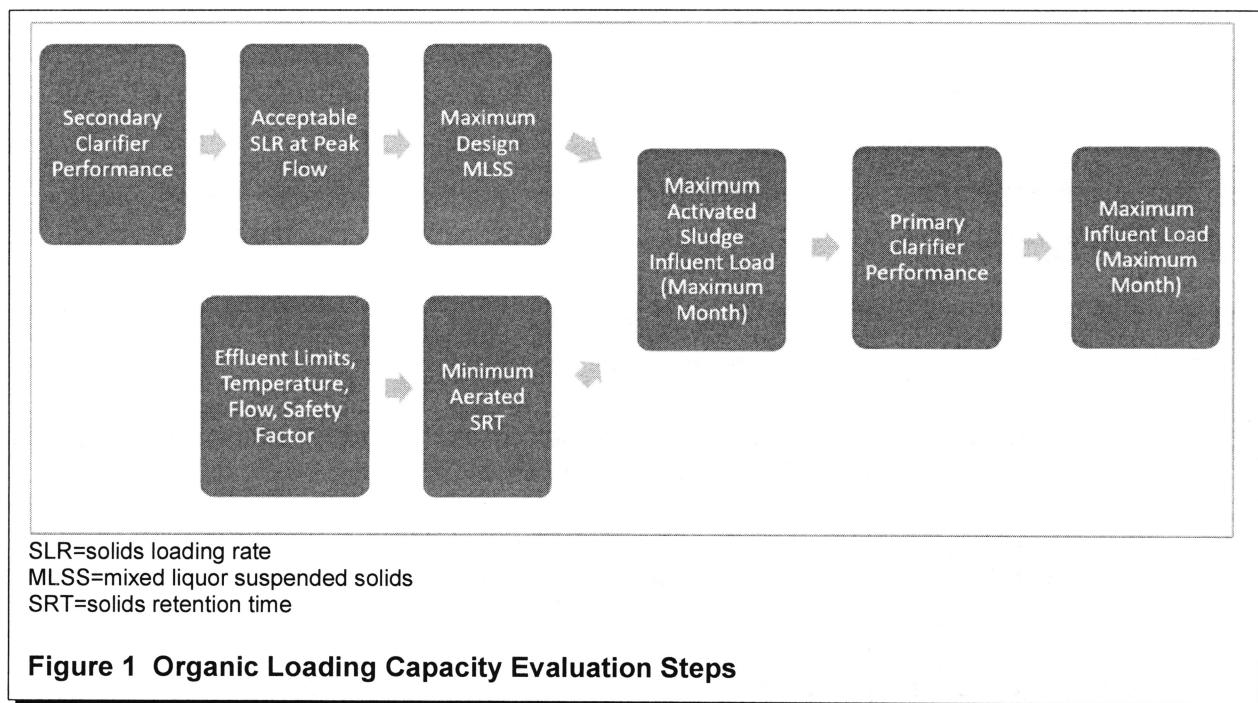 Secondary
Clarifier
Performance
Acceptable
SLR at Peak
Flow
Maximum
Design
MLSS
Effluent Limits,
Temperature,
Flow, Safety
Factor
Minimum
Aerated
SRT
Maximum
Activated
Sludge
Influent Load
(Maximum
Month)
Primary
Clarifier
Performance
Maximum
Influent Load
(Maximum
Month)
SLR=solids loading rate
MLSS=mixed liquor suspended solids
SRT=solids retention time
Figure 1 Organic Loading Capacity Evaluation Steps